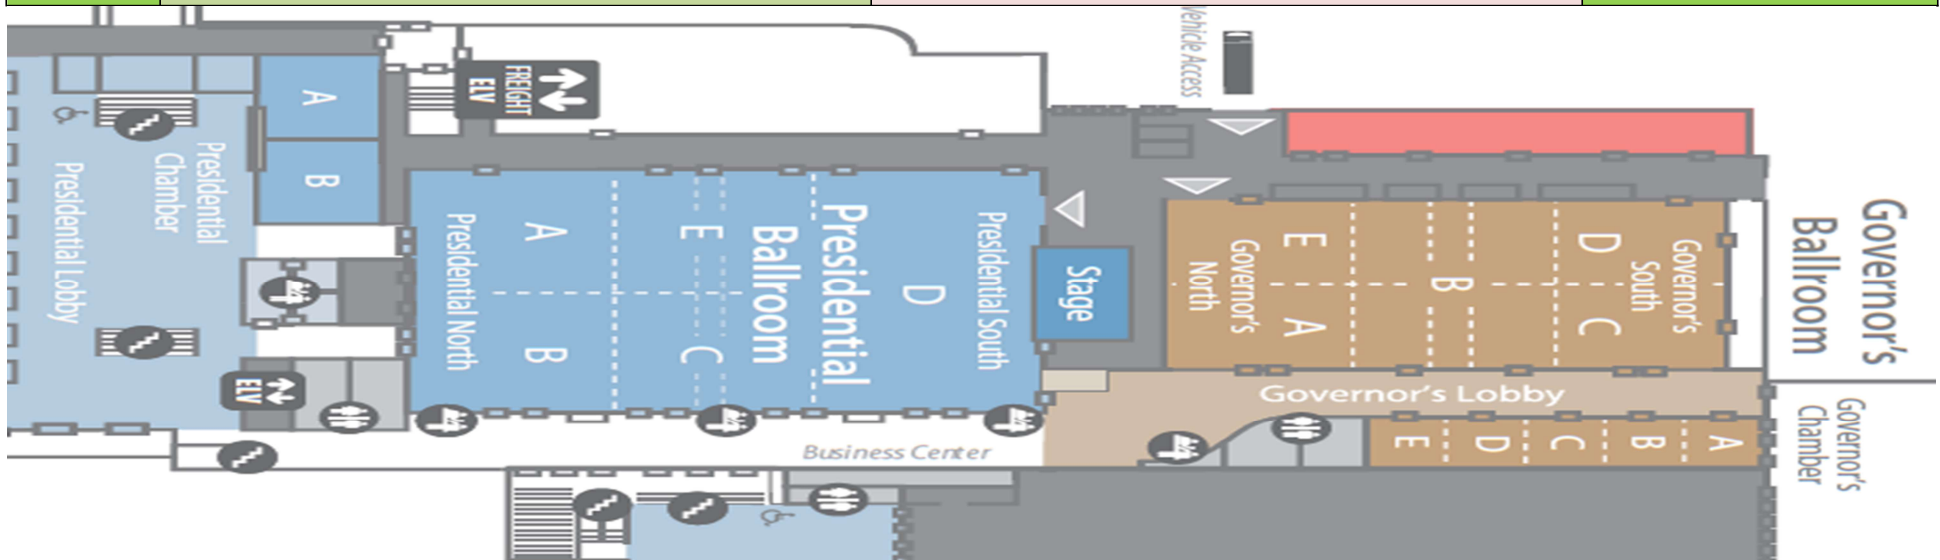 Vehicle Access
FREIGHT
ELV
A
B
Presidential
Chamber
Presidential Lobby
ELV
Presidential North
A
B
E
C
Presidential
Ballroom
D
Presidential South
Stage
Governor's
North
E
A
B
D
C
Governor's
South
Governor's
Ballroom
Governor's Lobby
Business Center
E
D
C
B
A
Governor's
Chamber